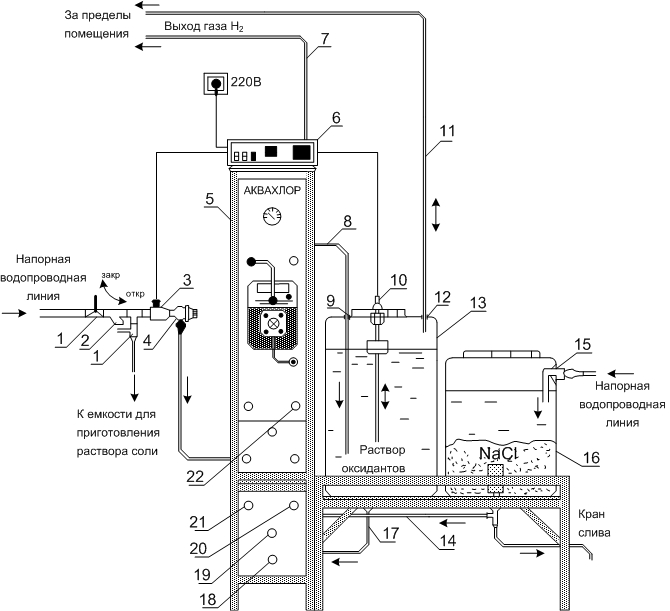 За пределы
помещения
Выход газа H2
7
220В
6
11
АКВАХЛОР
5
8
Напорная
водопроводная
линия
закр
откр
3
10
9
12
13
1
2
4
1
15
Напорная
водопроводная
линия
К емкости для
приготовления
раствора соли
Раствор
оксидантов
NaCl
16
22
21
20
19
18
17
14
Кран
слива